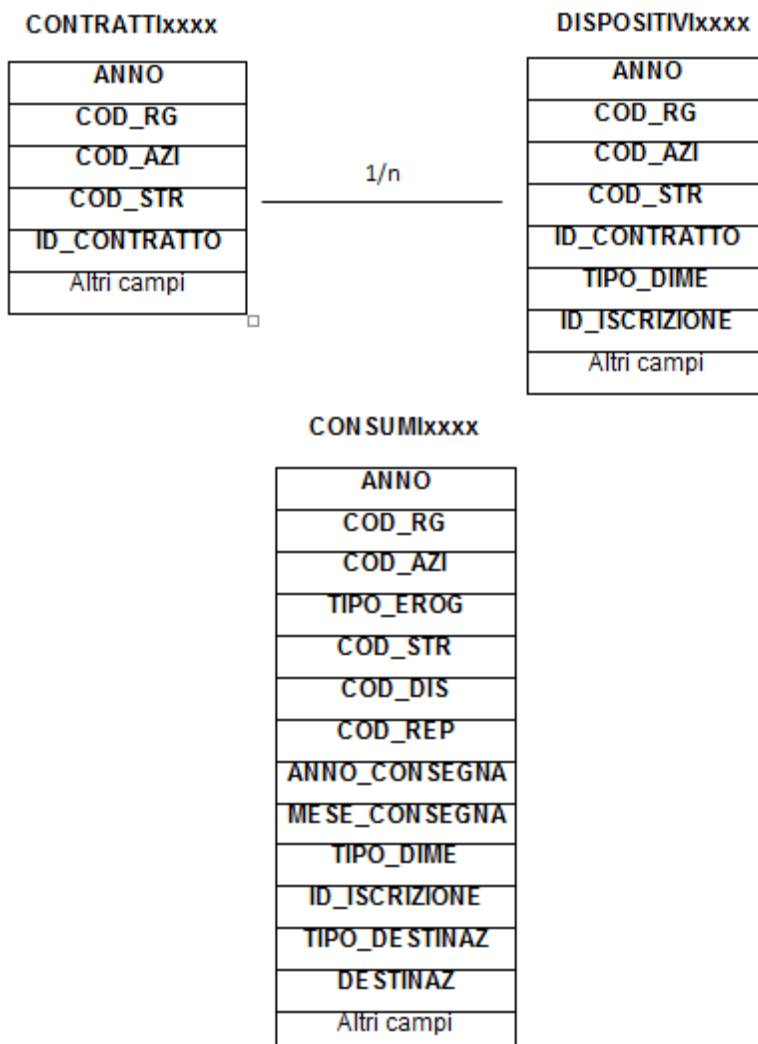 CONTRATTIxxxx
ANNO
COD_RG
COD_AZI
COD_STR
ID_CONTRATTO
Altri campi
1/n
DISPOSITIVIxxxx
ANNO
COD_RG
COD_AZI
COD_STR
ID_CONTRATTO
TIPO_DIME
ID_ISCRIZIONE
Altri campi
CONSUMIxxxx
ANNO
COD_RG
COD_AZI
TIPO_EROG
COD_STR
COD_DIS
COD_REP
ANNO_CONSEGNA
MESE_CONSEGNA
TIPO_DIME
ID_ISCRIZIONE
TIPO_DESTINAZ
DESTINAZ
Altri campi